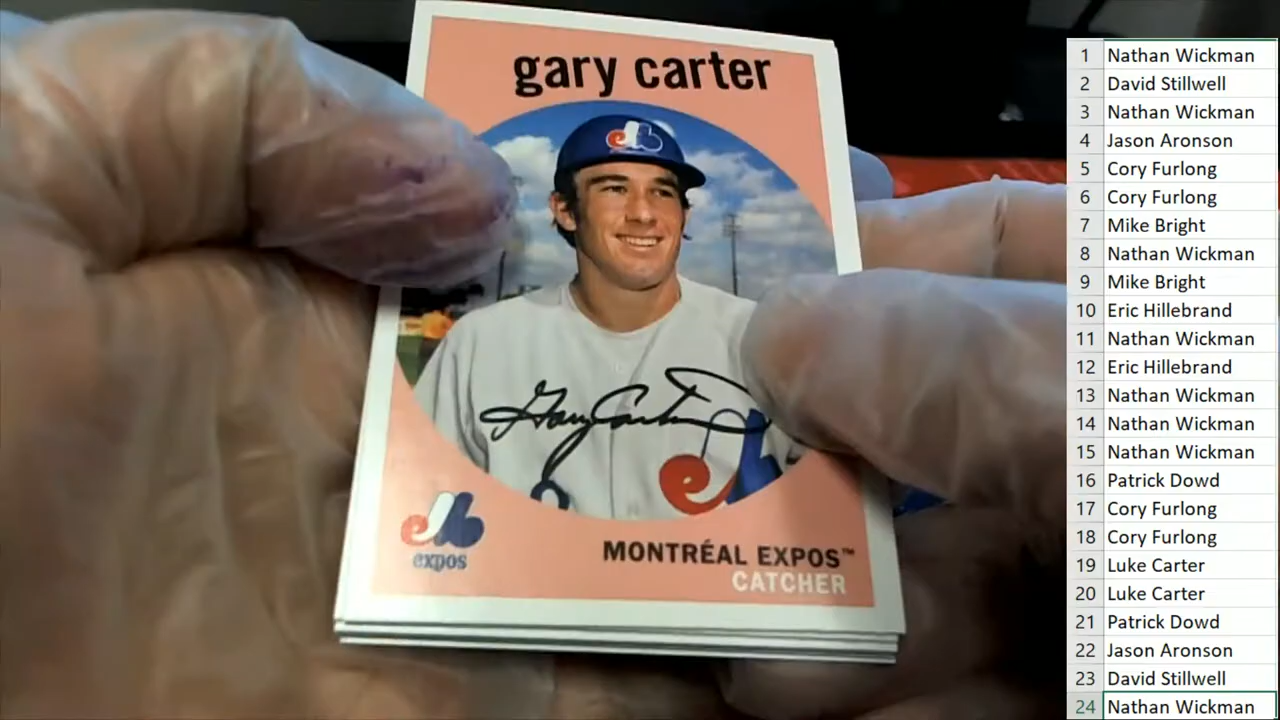 gary carter
Gary Carter
expos
MONTRÉAL EXPOS™
CATCHER
1 Nathan Wickman
2 David Stillwell
3 Nathan Wickman
4 Jason Aronson
5 Cory Furlong
6 Cory Furlong
7 Mike Bright
8 Nathan Wickman
9 Mike Bright
10 Eric Hillebrand
11 Nathan Wickman
12 Eric Hillebrand
13 Nathan Wickman
14 Nathan Wickman
15 Nathan Wickman
16 Patrick Dowd
17 Cory Furlong
18 Cory Furlong
19 Luke Carter
20 Luke Carter
21 Patrick Dowd
22 Jason Aronson
23 David Stillwell
24 Nathan Wickman